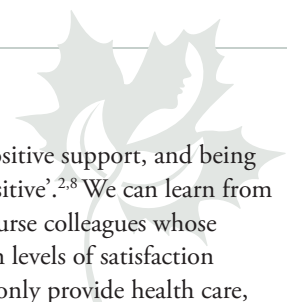 positive support, and being
sitive’.2,8 We can learn from
urse colleagues whose
levels of satisfaction
only provide health care,